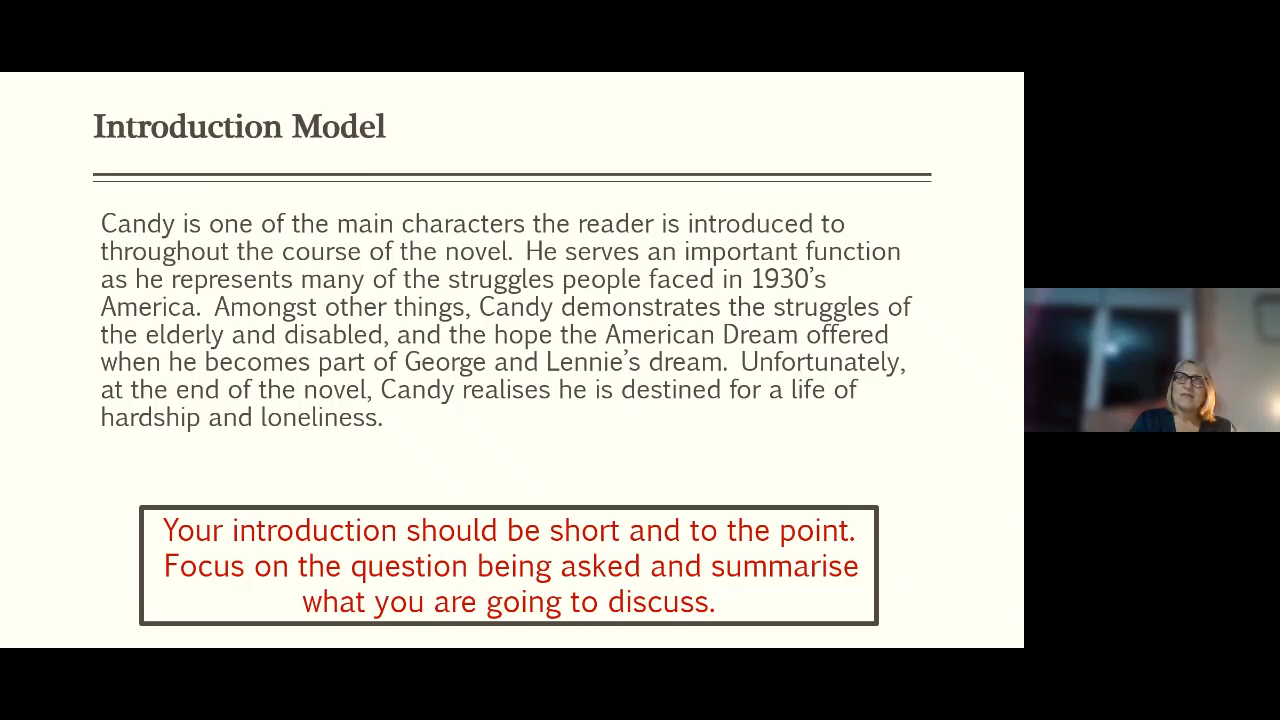 Introduction Model
Candy is one of the main characters the reader is introduced to
throughout the course of the novel.  He serves an important function
as he represents many of the struggles people faced in 1930’s
America.  Amongst other things, Candy demonstrates the struggles of
the elderly and disabled, and the hope the American Dream offered
when he becomes part of George and Lennie’s dream.  Unfortunately,
at the end of the novel, Candy realises he is destined for a life of
hardship and loneliness.
Your introduction should be short and to the point.
Focus on the question being asked and summarise
what you are going to discuss.